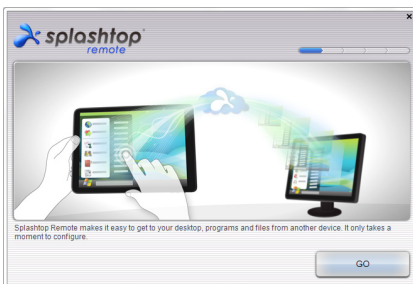 splashtop
remote
Splashtop Remote makes it easy to get to your desktop, programs and files from another device. It only takes a
moment to configure.
GO